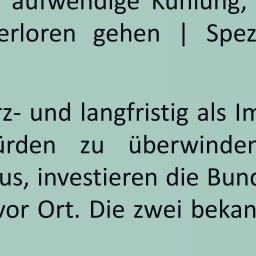 aufwendige Kühlung,
erloren gehen | Spez
rz- und langfristig als Im
ürden zu überwinden
us, investieren die Bund
vor Ort. Die zwei bekan